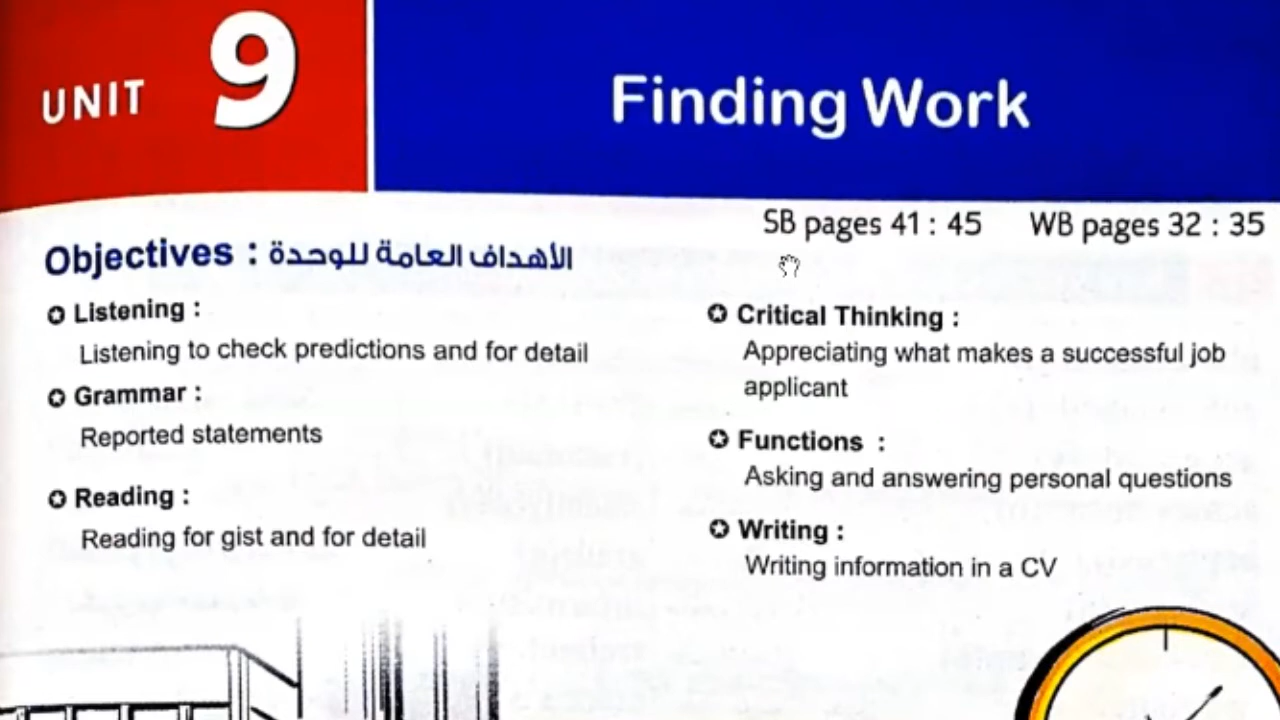 UNIT 9
Finding Work
SB pages 41 : 45 WB pages 32 : 35
Objectives : الأهداف العامة للوحدة
✪ Listening :
Listening to check predictions and for detail
✪ Grammar :
Reported statements
✪ Reading :
Reading for gist and for detail
✪ Critical Thinking :
Appreciating what makes a successful job
applicant
✪ Functions :
Asking and answering personal questions
✪ Writing :
Writing information in a CV